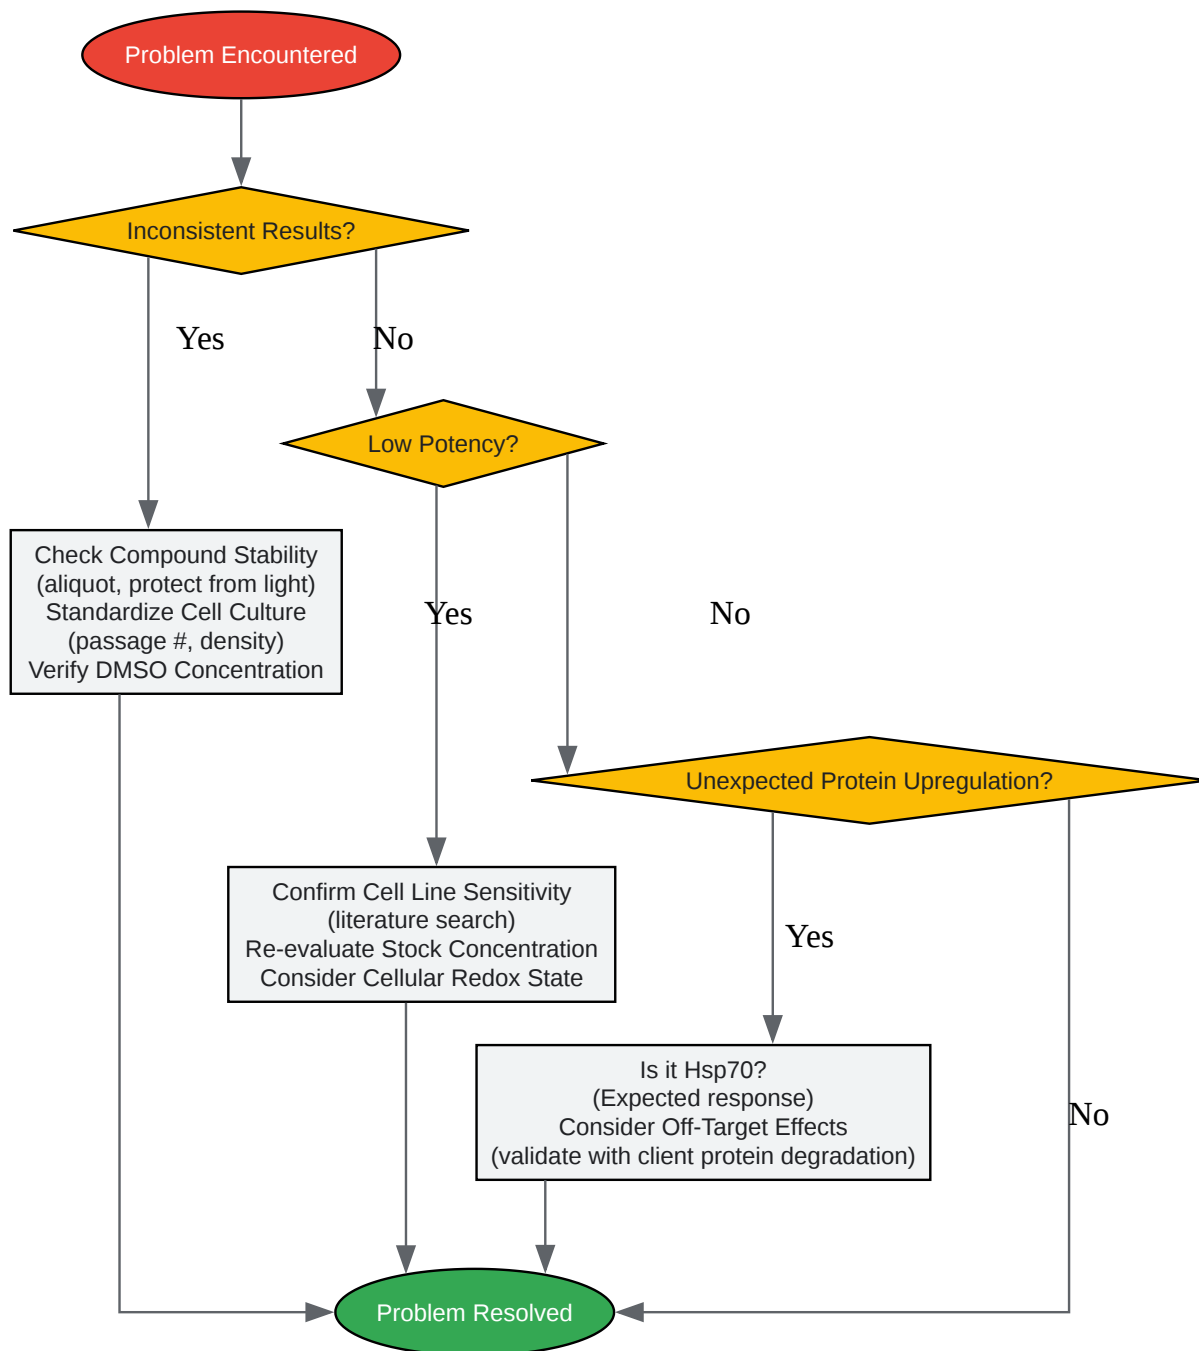 Problem Encountered
Inconsistent Results?
Yes
No
Low Potency?
Check Compound Stability
(aliquot, protect from light)
Standardize Cell Culture
(passage #, density)
Verify DMSO Concentration
Yes
No
Unexpected Protein Upregulation?
Confirm Cell Line Sensitivity
(literature search)
Re-evaluate Stock Concentration
Consider Cellular Redox State
Yes
Is it Hsp70?
(Expected response)
Consider Off-Target Effects
(validate with client protein degradation)
No
Problem Resolved